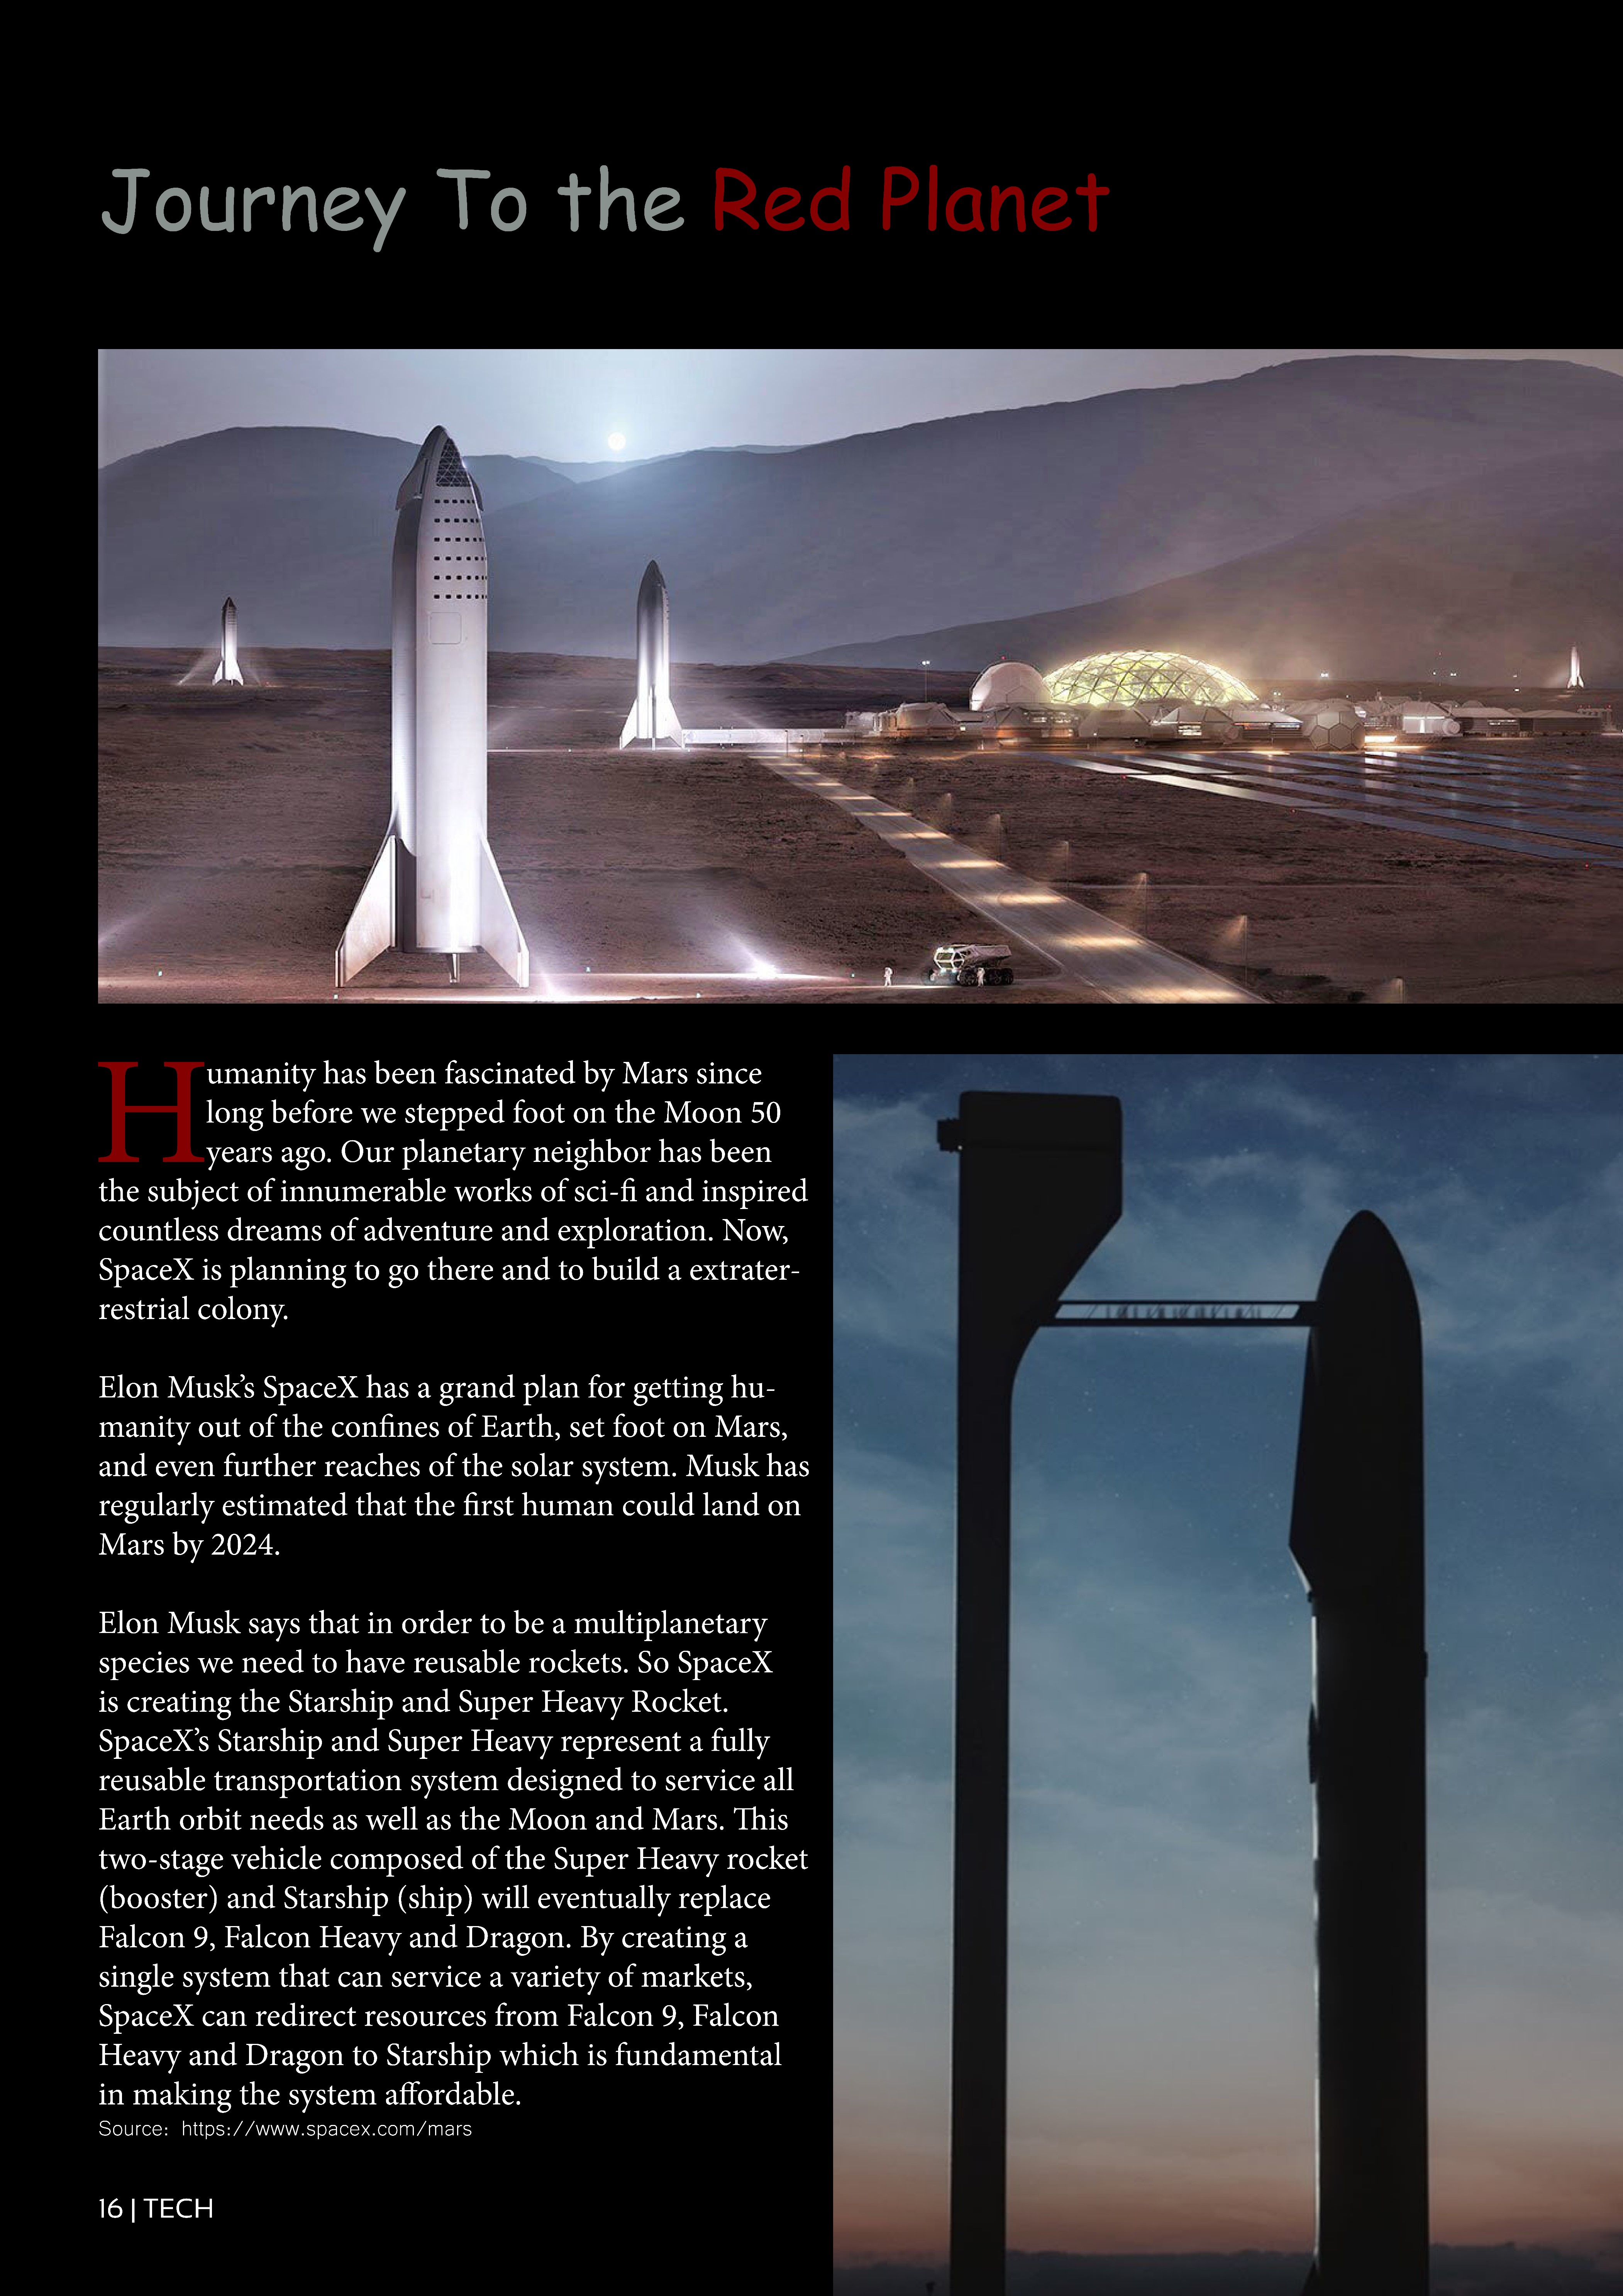 Journey To the Red Planet
Humanity has been fascinated by Mars since
long before we stepped foot on the Moon 50
years ago. Our planetary neighbor has been
the subject of innumerable works of sci-fi and inspired
countless dreams of adventure and exploration. Now,
SpaceX is planning to go there and to build a extrater-
restrial colony.
Elon Musk’s SpaceX has a grand plan for getting hu-
manity out of the confines of Earth, set foot on Mars,
and even further reaches of the solar system. Musk has
regularly estimated that the first human could land on
Mars by 2024.
Elon Musk says that in order to be a multiplanetary
species we need to have reusable rockets. So SpaceX
is creating the Starship and Super Heavy Rocket.
SpaceX’s Starship and Super Heavy represent a fully
reusable transportation system designed to service all
Earth orbit needs as well as the Moon and Mars. This
two-stage vehicle composed of the Super Heavy rocket
(booster) and Starship (ship) will eventually replace
Falcon 9, Falcon Heavy and Dragon. By creating a
single system that can service a variety of markets,
SpaceX can redirect resources from Falcon 9, Falcon
Heavy and Dragon to Starship which is fundamental
in making the system affordable.
Source: https://www.spacex.com/mars
16 | TECH